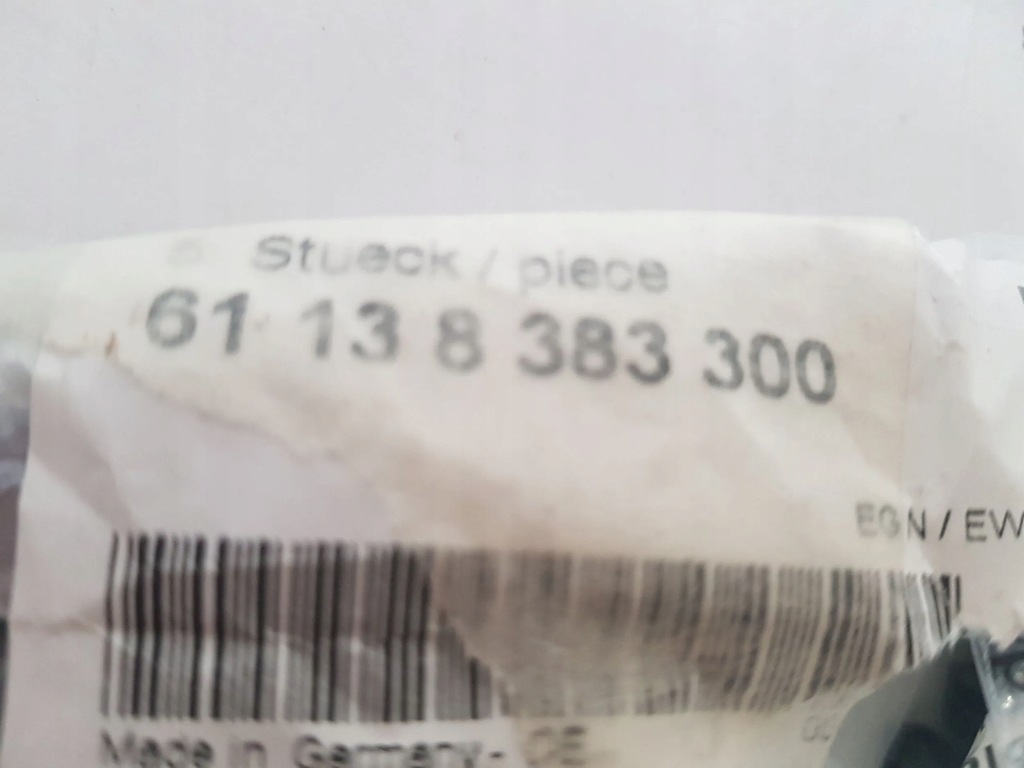 Stueck / piece
61 13 8 383 300
EGN / EW
Made in Germany - DE